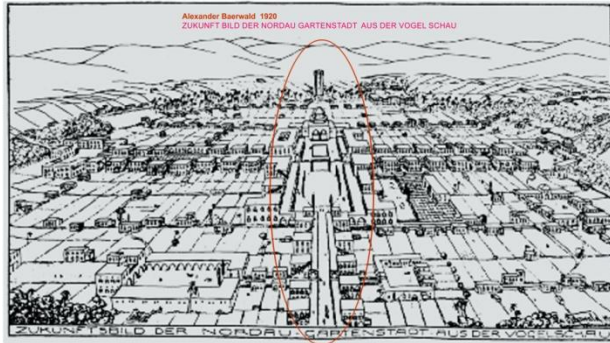 Alexander Baerwald 1920
ZUKUNFT BILD DER NORDAU GARTENSTADT AUS DER VOGEL SCHAU
ZUKUNFTSBILD DER NORDAU-GARTENSTADT AUS DER VOGELSCHAU